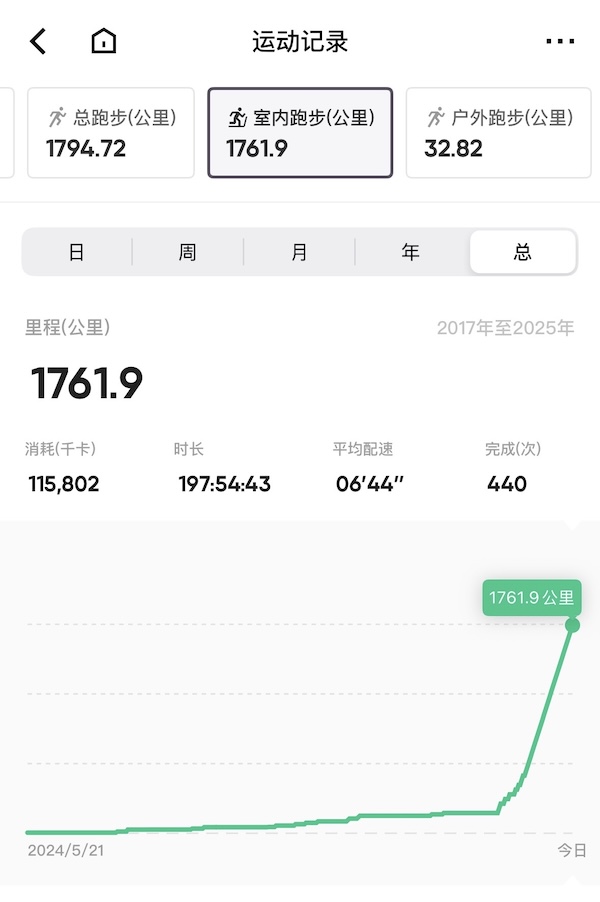 运动记录
总跑步(公里)
1794.72
室内跑步(公里)
1761.9
户外跑步(公里)
32.82
日 周 月 年 总
里程(公里) 2017年至2025年
1761.9
消耗(千卡) 时长 平均配速 完成(次)
115,802 197:54:43 06'44'' 440
1761.9公里
2024/5/21 今日